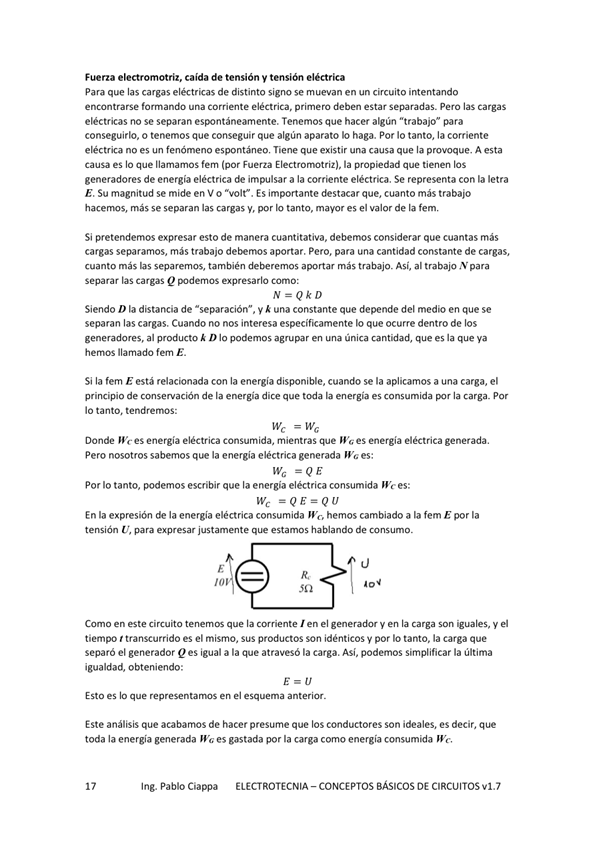 Fuerza electromotriz, caída de tensión y tensión eléctrica
Para que las cargas eléctricas de distinto signo se muevan en un circuito intentando
encontrarse formando una corriente eléctrica, primero deben estar separadas. Pero las cargas
eléctricas no se separan espontáneamente. Tenemos que hacer algún “trabajo” para
conseguirlo, o tenemos que conseguir que algún aparato lo haga. Por lo tanto, la corriente
eléctrica no es un fenómeno espontáneo. Tiene que existir una causa que la provoque. A esta
causa es lo que llamamos fem (por Fuerza Electromotriz), la propiedad que tienen los
generadores de energía eléctrica de impulsar a la corriente eléctrica. Se representa con la letra
E. Su magnitud se mide en V o “volt”. Es importante destacar que, cuanto más trabajo
hacemos, más se separan las cargas y, por lo tanto, mayor es el valor de la fem.
Si pretendemos expresar esto de manera cuantitativa, debemos considerar que cuantas más
cargas separamos, más trabajo debemos aportar. Pero, para una cantidad constante de cargas,
cuanto más las separemos, también deberemos aportar más trabajo. Así, al trabajo N para
separar las cargas Q podemos expresarlo como:
N = Q k D
Siendo D la distancia de “separación”, y k una constante que depende del medio en que se
separan las cargas. Cuando no nos interesa específicamente lo que ocurre dentro de los
generadores, al producto k D lo podemos agrupar en una única cantidad, que es la que ya
hemos llamado fem E.
Si la fem E está relacionada con la energía disponible, cuando se la aplicamos a una carga, el
principio de conservación de la energía dice que toda la energía es consumida por la carga. Por
lo tanto, tendremos:
W_C = W_G
Donde W_C es energía eléctrica consumida, mientras que W_G es energía eléctrica generada.
Pero nosotros sabemos que la energía eléctrica generada W_G es:
W_G = Q E
Por lo tanto, podemos escribir que la energía eléctrica consumida W_C es:
W_C = Q E = Q U
En la expresión de la energía eléctrica consumida W_C, hemos cambiado a la fem E por la
tensión U, para expresar justamente que estamos hablando de consumo.
E
10V
R_c
5Ω
U
10V
Como en este circuito tenemos que la corriente I en el generador y en la carga son iguales, y el
tiempo t transcurrido es el mismo, sus productos son idénticos y por lo tanto, la carga que
separó el generador Q es igual a la que atravesó la carga. Así, podemos simplificar la última
igualdad, obteniendo:
E = U
Esto es lo que representamos en el esquema anterior.
Este análisis que acabamos de hacer presume que los conductores son ideales, es decir, que
toda la energía generada W_G es gastada por la carga como energía consumida W_C.
17 Ing. Pablo Ciappa ELECTROTECNIA – CONCEPTOS BÁSICOS DE CIRCUITOS v1.7